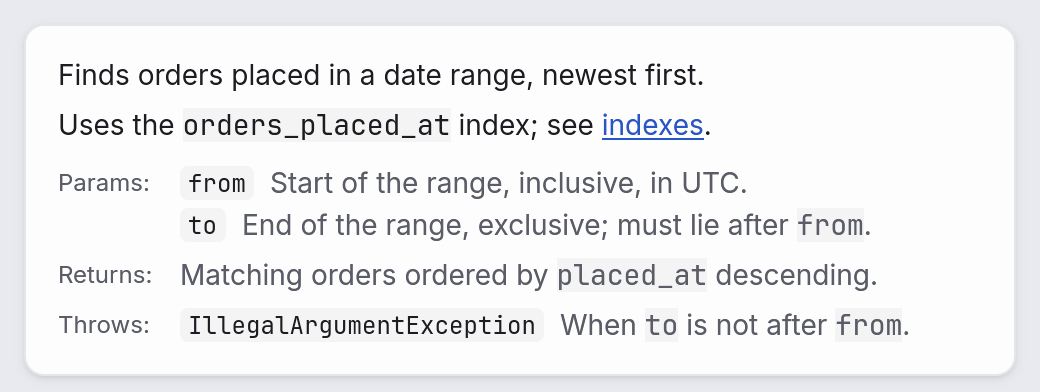 Finds orders placed in a date range, newest first.
Uses the orders_placed_at index; see indexes.
Params: from Start of the range, inclusive, in UTC.
to End of the range, exclusive; must lie after from.
Returns: Matching orders ordered by placed_at descending.
Throws: IllegalArgumentException When to is not after from.